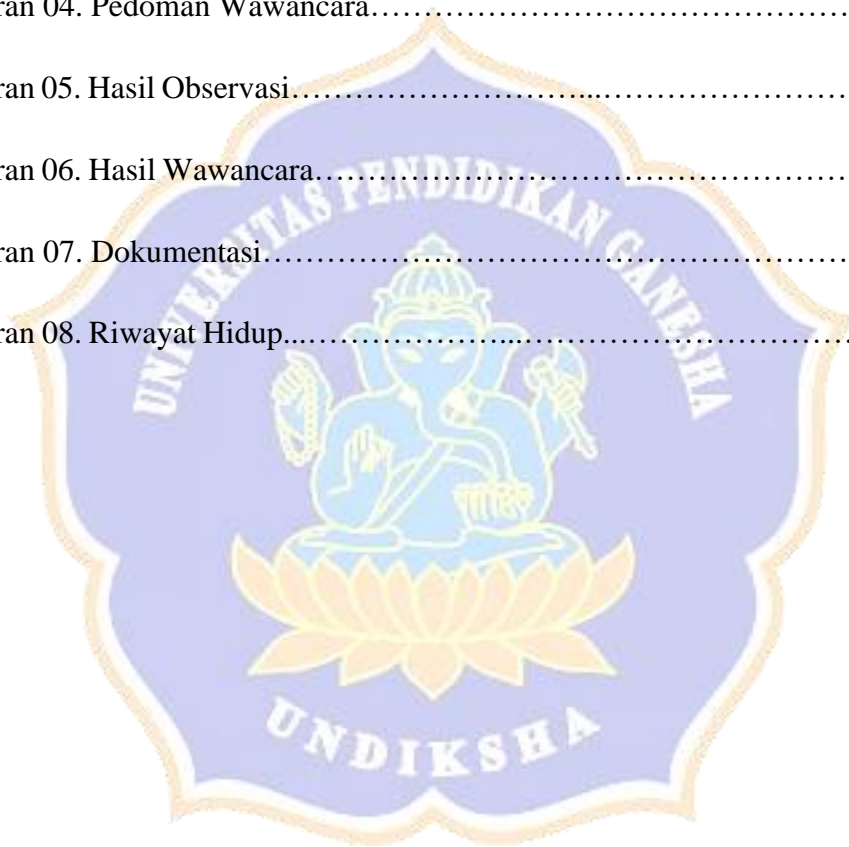 ran 04. Pedoman Wawancara……………………………………………
ran 05. Hasil Observasi………………………...………………………
ran 06. Hasil Wawancara…………………………………………………
ran 07. Dokumentasi………………………………………………………
ran 08. Riwayat Hidup...…………………...……………………………
UNIVERSITAS PENDIDIKAN GANESHA
UNDIKSHA